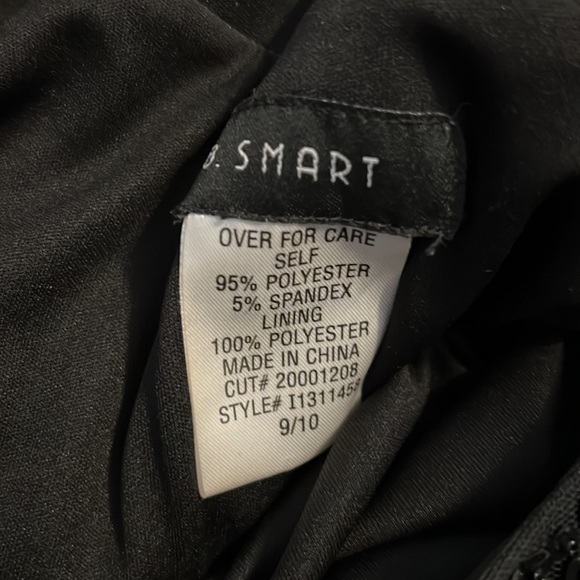 B. SMART
OVER FOR CARE
SELF
95% POLYESTER
5% SPANDEX
LINING
100% POLYESTER
MADE IN CHINA
CUT# 20001208
STYLE# I1311458
9/10